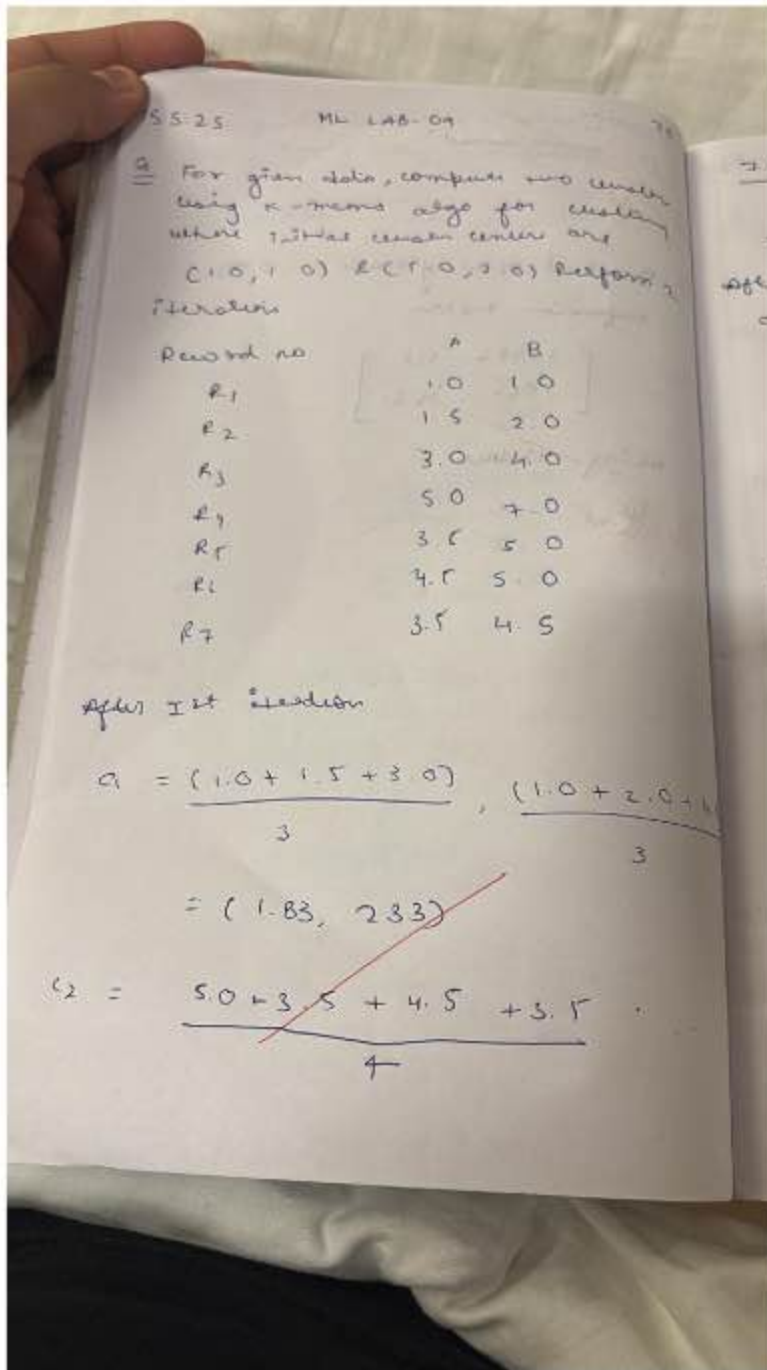 5 5 25 ML LAB-09
Q For given data, compute two cluster
using K-means algo for clustering
where initial cluster centers are
(1.0, 1.0) & (5.0, 7.0) Perform 2
iteration
Record no A B
R1 1.0 1.0
R2 1.5 2.0
R3 3.0 4.0
R4 5.0 7.0
R5 3.5 5.0
R6 4.5 5.0
R7 3.5 4.5
After 1st iteration
C1 = (1.0 + 1.5 + 3.0) , (1.0 + 2.0 +
3 3
= (1.83, 2.33)
C2 = 5.0 + 3.5 + 4.5 + 3.5 .
4